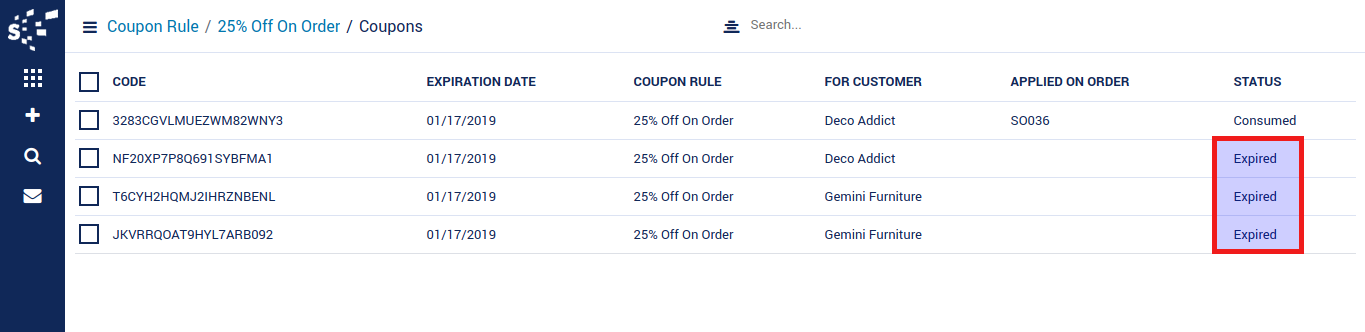 Coupon Rule / 25% Off On Order / Coupons Search...
CODE EXPIRATION DATE COUPON RULE FOR CUSTOMER APPLIED ON ORDER STATUS
3283CGVLMUEZWM82WNY3 01/17/2019 25% Off On Order Deco Addict SO036 Consumed
NF20XP7P8Q691SYBFMA1 01/17/2019 25% Off On Order Deco Addict Expired
T6CYH2HQMJ2IHRZNBENL 01/17/2019 25% Off On Order Gemini Furniture Expired
JKVRRQOAT9HYL7ARB092 01/17/2019 25% Off On Order Gemini Furniture Expired